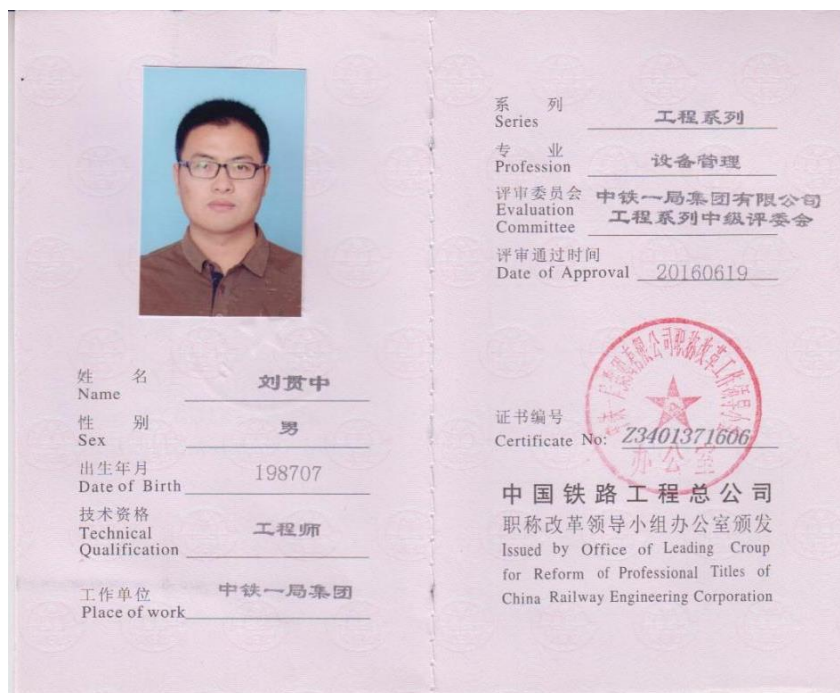 姓 名
Name 刘贯中
性 别
Sex 男
出生年月
Date of Birth 198707
技术资格
Technical
Qualification 工程师
工作单位
Place of work 中铁一局集团
系 列
Series 工程系列
专 业
Profession 设备管理
评审委员会 中铁一局集团有限公司
Evaluation 工程系列中级评委会
Committee
评审通过时间
Date of Approval 20160619
证书编号
Certificate No: Z3401371606
办公室
中国铁路工程总公司
职称改革领导小组办公室颁发
Issued by Office of Leading Croup
for Reform of Professional Titles of
China Railway Engineering Corporation